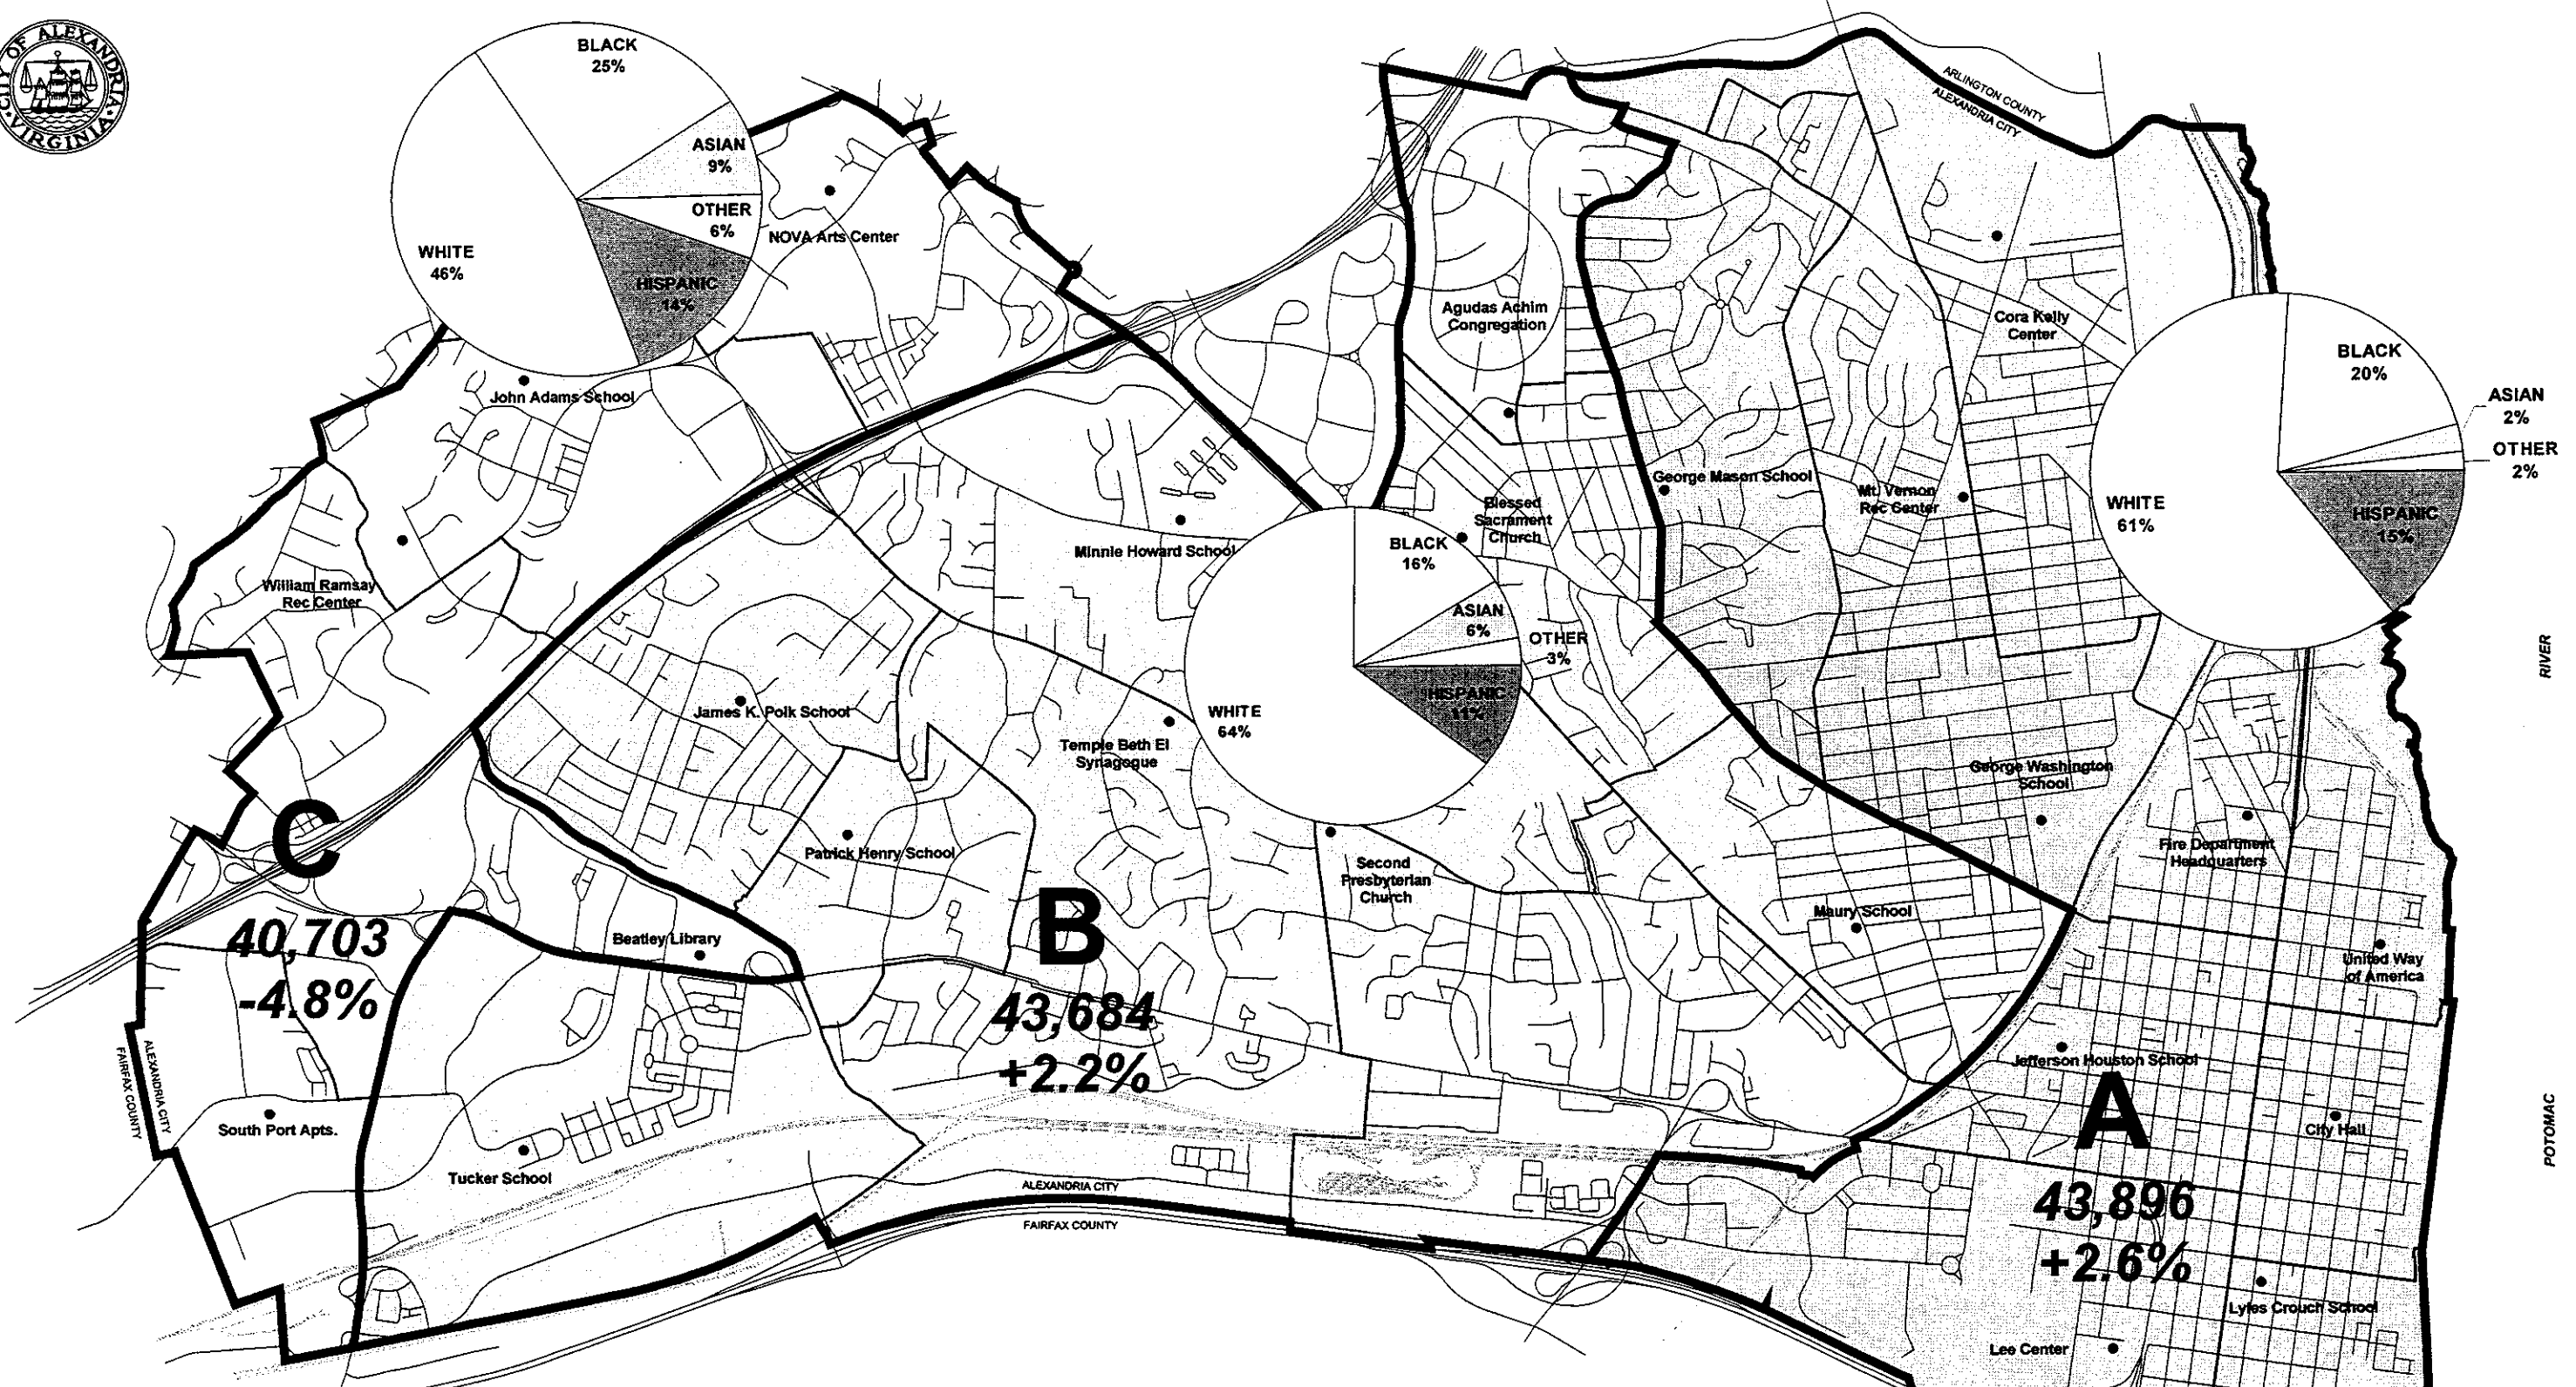 CITY OF ALEXANDRIA
VIRGINIA
BLACK
25%
ASIAN
9%
OTHER
6%
HISPANIC
14%
WHITE
46%
NOVA Arts Center
John Adams School
William Ramsay
Rec Center
ARLINGTON COUNTY
ALEXANDRIA CITY
Agudas Achim
Congregation
Cora Kelly
Center
BLACK
20%
ASIAN
2%
OTHER
2%
HISPANIC
15%
WHITE
61%
George Mason School
Mt. Vernon
Rec Center
Blessed
Sacrament
Church
Minnie Howard School
BLACK
16%
ASIAN
6%
OTHER
3%
HISPANIC
11%
WHITE
64%
RIVER
James K. Polk School
Temple Beth El
Synagogue
George Washington
School
C
40,703
-4.8%
Patrick Henry School
Second
Presbyterian
Church
Fire Department
Headquarters
Beatley Library
B
43,684
+2.2%
Maury School
United Way
of America
ALEXANDRIA CITY
FAIRFAX COUNTY
South Port Apts.
Tucker School
Jefferson Houston School
A
43,896
+2.6%
City Hall
POTOMAC
ALEXANDRIA CITY
FAIRFAX COUNTY
Lyles Crouch School
Lee Center